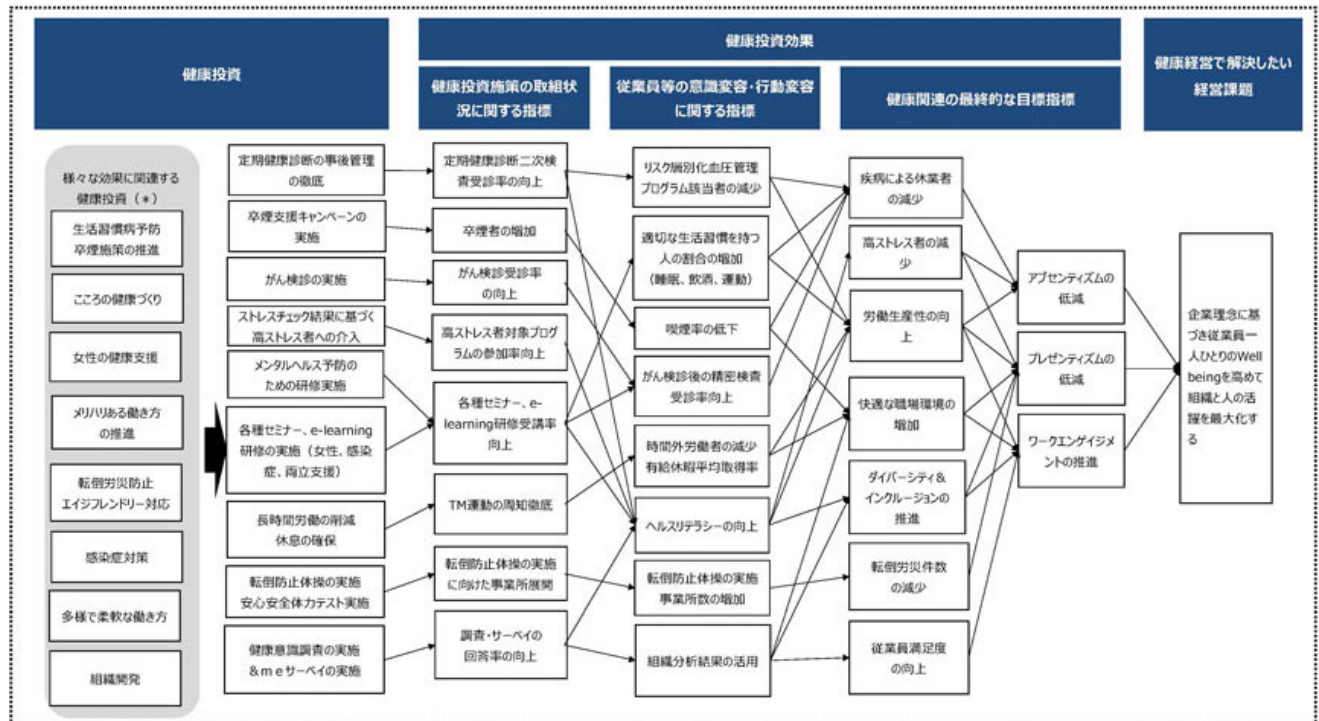 健康投資
健康投資効果
健康経営で解決したい
経営課題
健康投資施策の取組状
況に関する指標
従業員等の意識変容・行動変容
に関する指標
健康関連の最終的な目標指標
様々な効果に関連する
健康投資(*)
生活習慣病予防
卒煙施策の推進
こころの健康づくり
女性の健康支援
メリハリある働き方
の推進
転倒労災防止
エイジフレンドリー対応
感染症対策
多様で柔軟な働き方
組織開発
定期健康診断の事後管理
の徹底
卒煙支援キャンペーンの
実施
がん検診の実施
ストレスチェック結果に基づく
高ストレス者への介入
メンタルヘルス予防の
ための研修実施
各種セミナー、e-learning
研修の実施(女性、感染
症、両立支援)
長時間労働の削減
休息の確保
転倒防止体操の実施
安心安全体力テスト実施
健康意識調査の実施
&meサーベイの実施
定期健康診断二次検
査受診率の向上
卒煙者の増加
がん検診受診率
の向上
高ストレス者対象プログ
ラムの参加率向上
各種セミナー、e-
learning研修受講率
向上
TM運動の周知徹底
転倒防止体操の実施
に向けた事業所展開
調査・サーベイの
回答率の向上
リスク層別化血圧管理
プログラム該当者の減少
適切な生活習慣を持つ
人の割合の増加
(睡眠、飲酒、運動)
喫煙率の低下
がん検診後の精密検査
受診率向上
時間外労働者の減少
有給休暇平均取得率
ヘルスリテラシーの向上
転倒防止体操の実施
事業所数の増加
組織分析結果の活用
疾病による休業者
の減少
高ストレス者の減
少
労働生産性の向
上
快適な職場環境の
増加
ダイバーシティ&
インクルージョンの
推進
転倒労災件数
の減少
従業員満足度
の向上
アブセンティズムの
低減
プレゼンティズムの
低減
ワークエンゲイジメ
ントの推進
企業理念に基
づき従業員一
人ひとりのWell
beingを高めて
組織と人の活
躍を最大化す
る